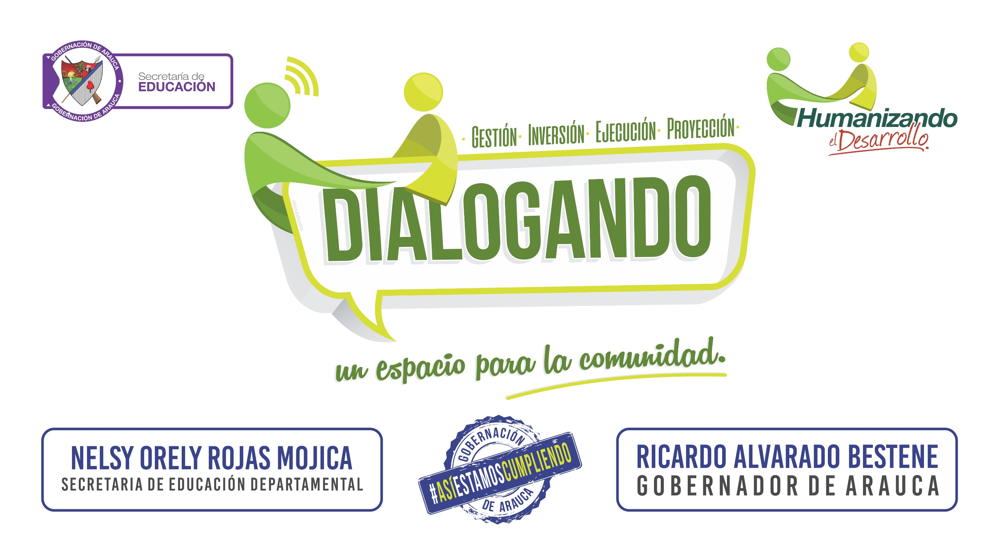 GOBERNACIÓN DE ARAUCA
GOBERNACIÓN DE ARAUCA
Secretaría de
EDUCACIÓN
Humanizando
el Desarrollo.
· GESTIÓN · INVERSIÓN · EJECUCIÓN · PROYECCIÓN ·
DIALOGANDO
ideas&diseños
un espacio para la comunidad.
NELSY ORELY ROJAS MOJICA
SECRETARIA DE EDUCACIÓN DEPARTAMENTAL
GOBERNACIÓN
#ASÍESTAMOSCUMPLIENDO
DE ARAUCA
RICARDO ALVARADO BESTENE
GOBERNADOR DE ARAUCA